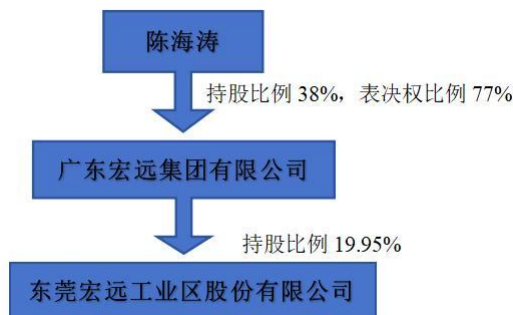 陈海涛
持股比例 38%，表决权比例 77%
广东宏远集团有限公司
持股比例 19.95%
东莞宏远工业区股份有限公司